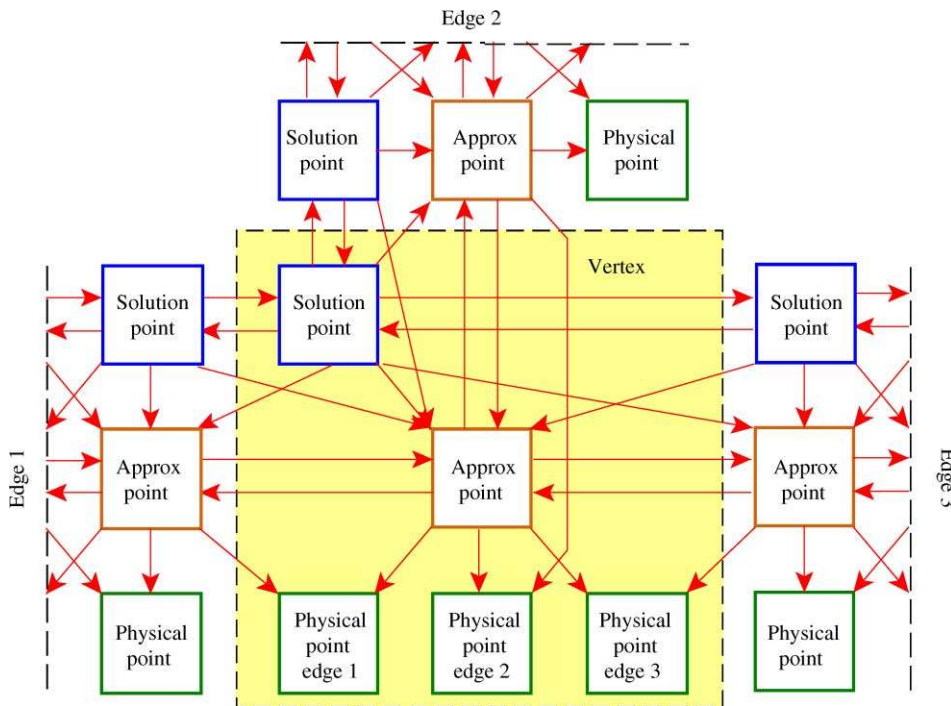 Edge 2
Solution
point
Approx
point
Physical
point
Vertex
Solution
point
Solution
point
Solution
point
Edge 1
Approx
point
Approx
point
Approx
point
Edge 3
Physical
point
Physical
point
edge 1
Physical
point
edge 2
Physical
point
edge 3
Physical
point